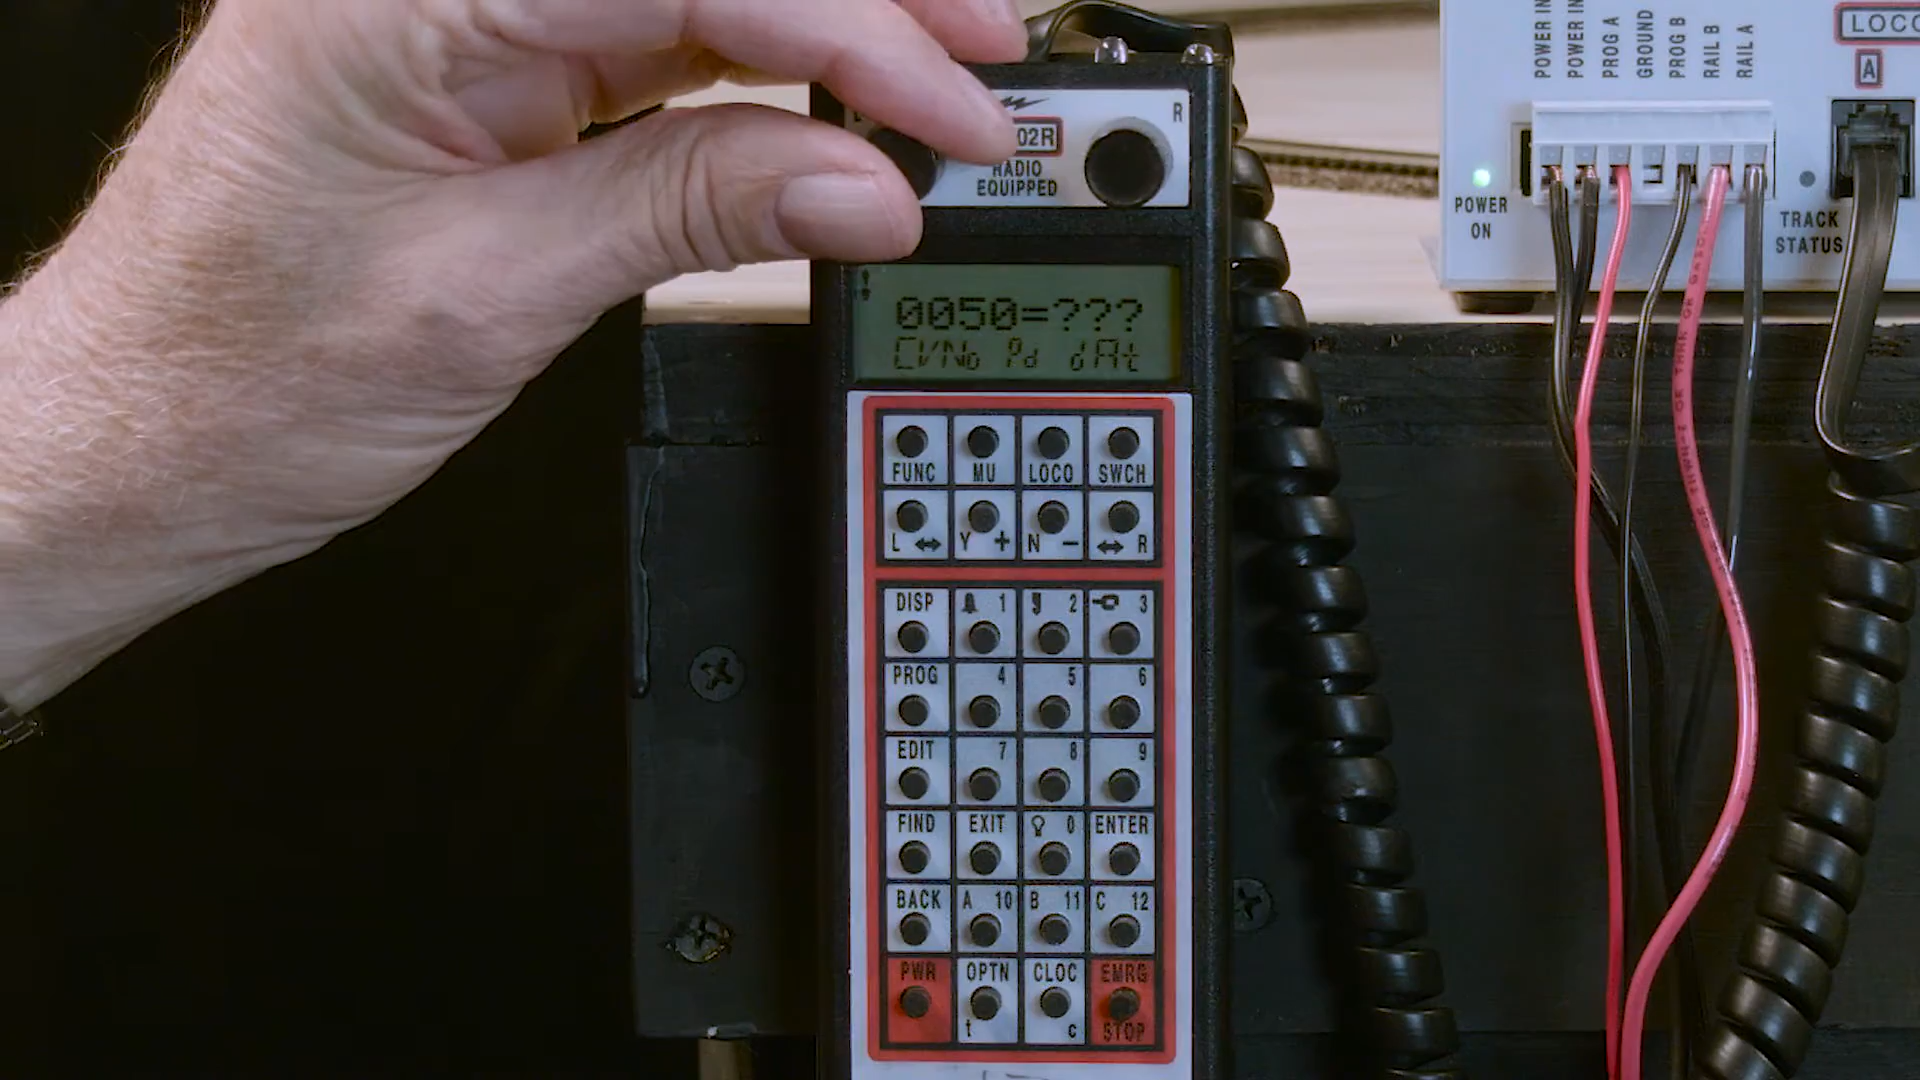 R
02R
RADIO
EQUIPPED
0050=???
CVNo Pd dAt
FUNC MU LOCO SWCH
L Y + N - R
DISP 1 2 3
PROG 4 5 6
EDIT 7 8 9
FIND EXIT 0 ENTER
BACK A 10 B 11 C 12
PWR OPTN CLOC EMRG
t c STOP
POWER IN
POWER IN
PROG A
GROUND
PROG B
RAIL B
RAIL A
LOCO
A
POWER
ON
TRACK
STATUS